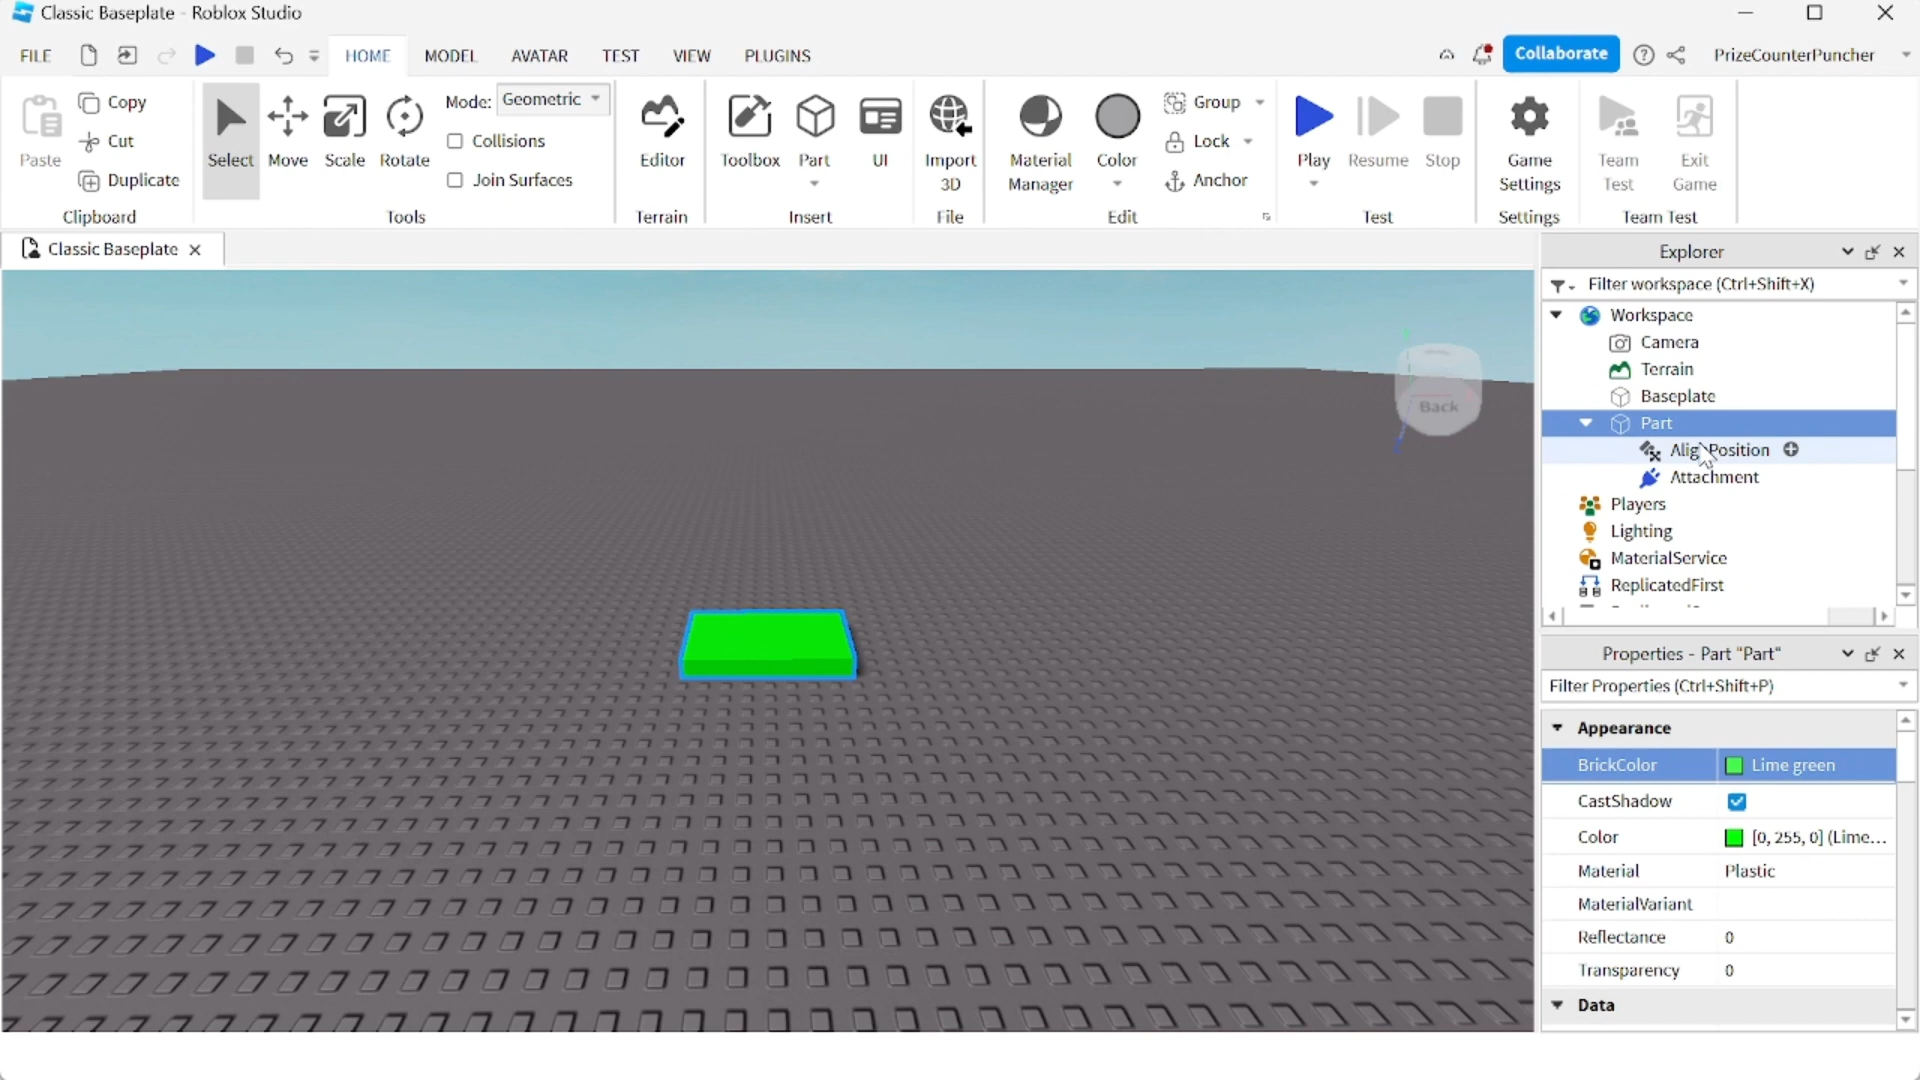 Classic Baseplate - Roblox Studio
FILE HOME MODEL AVATAR TEST VIEW PLUGINS Collaborate PrizeCounterPuncher
Paste
Copy
Cut
Duplicate
Clipboard
Select Move Scale Rotate
Mode: Geometric
Collisions
Join Surfaces
Tools
Editor
Terrain
Toolbox Part UI
Insert
Import
3D
File
Material
Manager
Color
Group
Lock
Anchor
Edit
Play Resume Stop
Test
Game
Settings
Settings
Team
Test
Exit
Game
Team Test
Classic Baseplate
Back
Explorer
Filter workspace (Ctrl+Shift+X)
Workspace
Camera
Terrain
Baseplate
Part
AlignPosition
Attachment
Players
Lighting
MaterialService
ReplicatedFirst
Properties - Part "Part"
Filter Properties (Ctrl+Shift+P)
Appearance
BrickColor Lime green
CastShadow
Color [0, 255, 0] (Lime...
Material Plastic
MaterialVariant
Reflectance 0
Transparency 0
Data